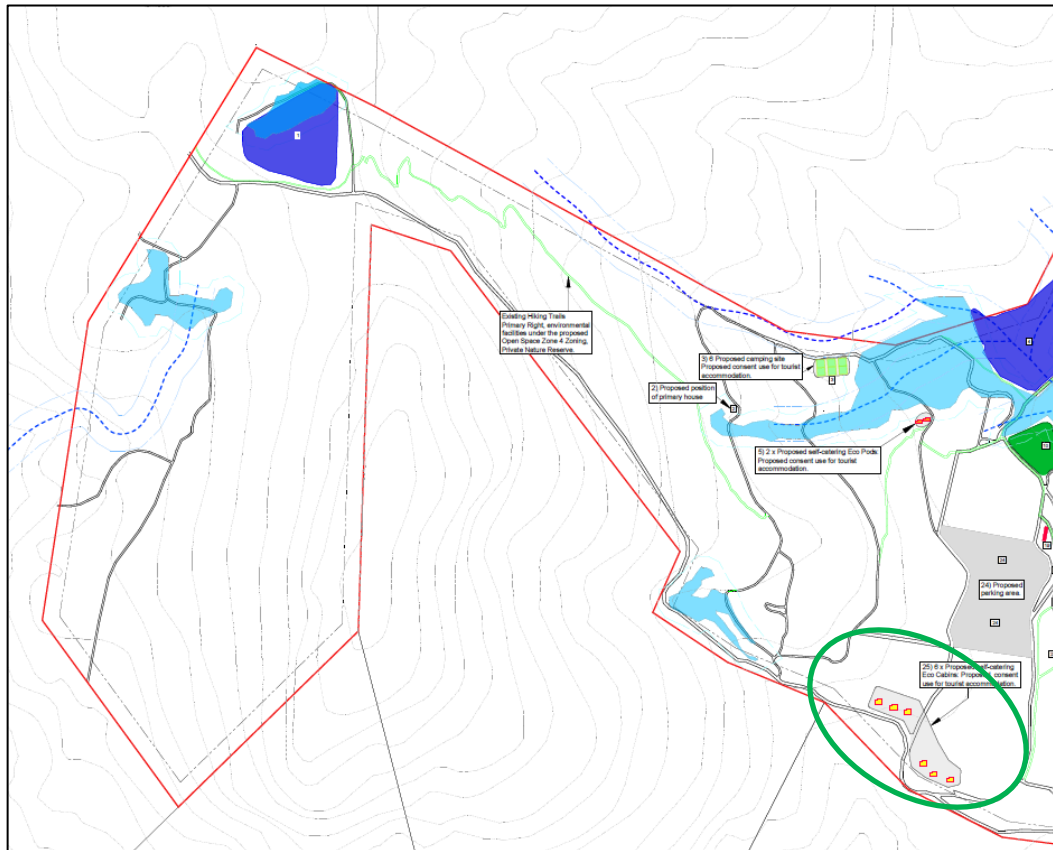 1
Existing Hiking Trails
Primary Right, environmental
facilities under the proposed
Open Space Zone 4 Zoning,
Private Nature Reserve.
4
3) 6 Proposed camping site
Proposed consent use for tourist
accommodation.
3
2) Proposed position
of primary house
5) 2 x Proposed self-catering Eco Pods:
Proposed consent use for tourist
accommodation.
24) Proposed
parking area
25) 6 x Proposed self-catering
Eco Cabins: Proposed consent
use for tourist accommodation.